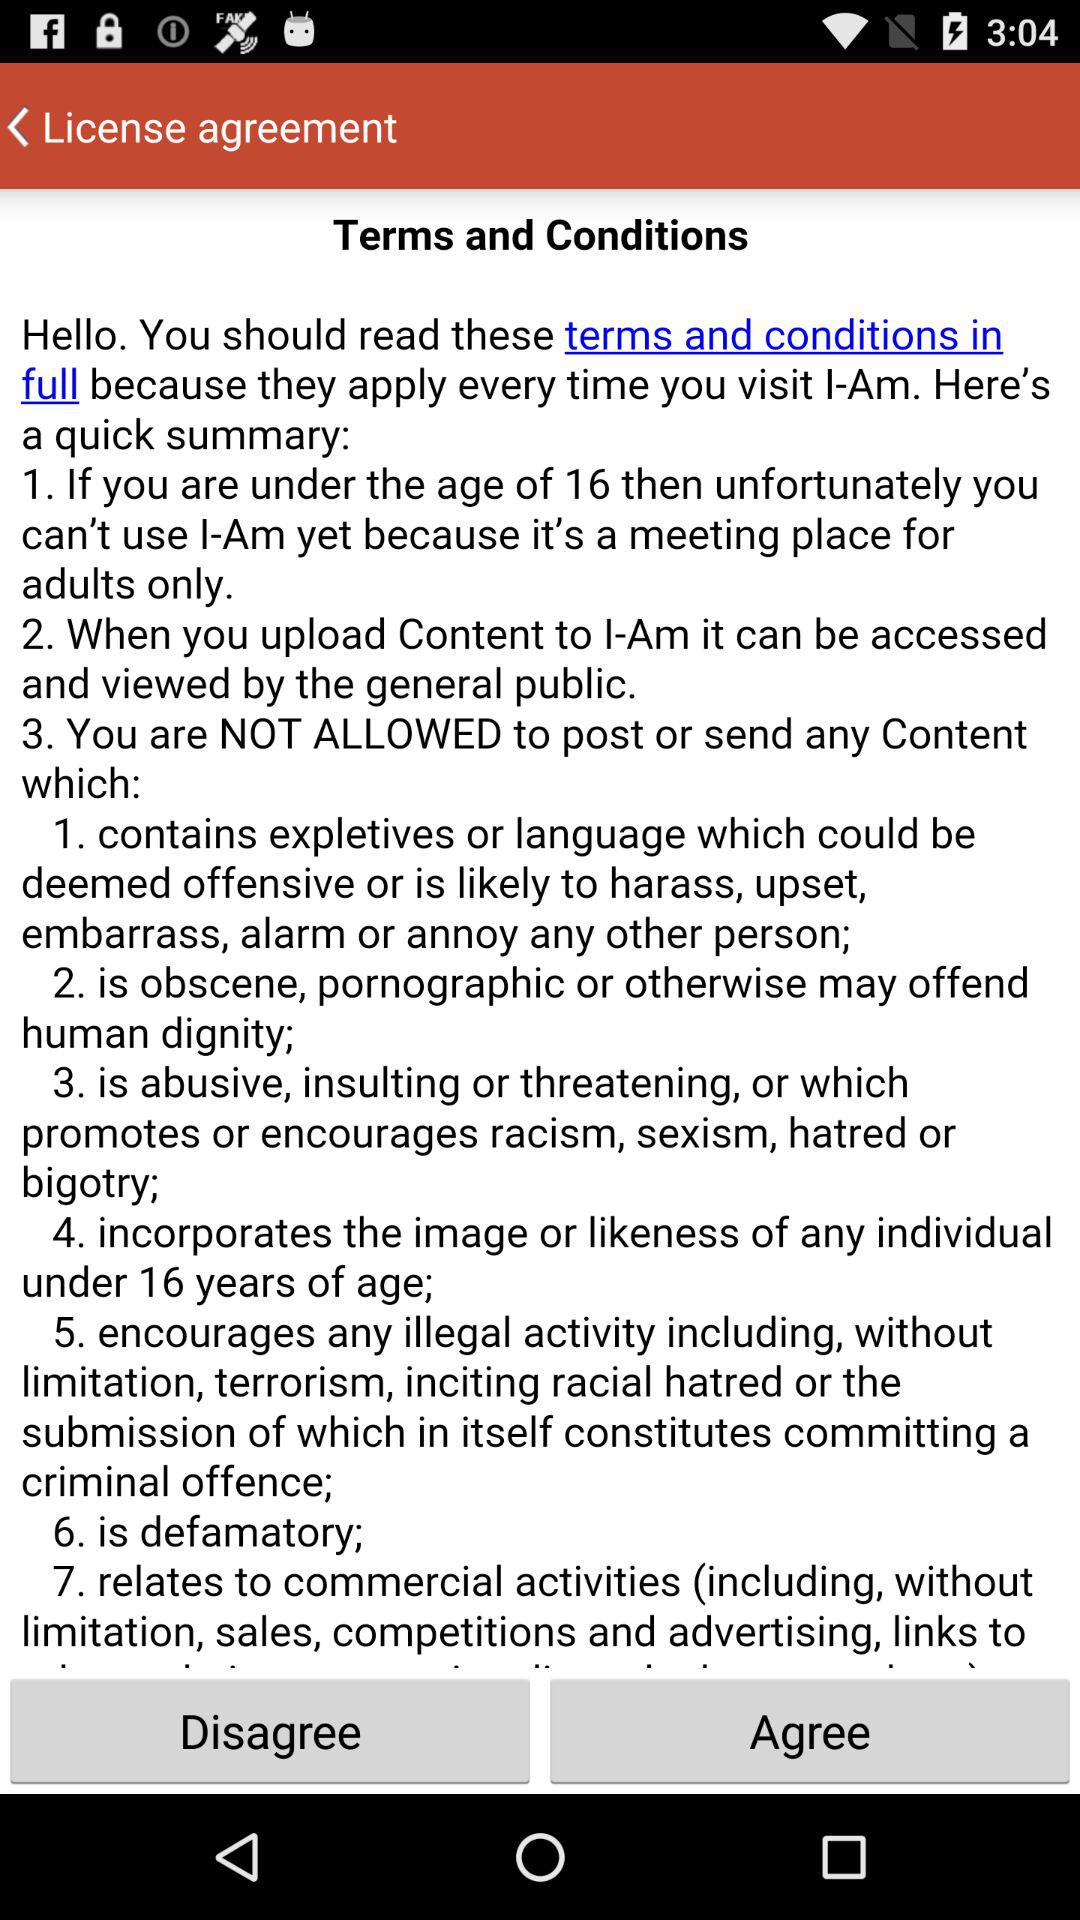 FAKE
3:04
License agreement
Terms and Conditions
Hello. You should read these terms and conditions in
full because they apply every time you visit I-Am. Here’s
a quick summary:
1. If you are under the age of 16 then unfortunately you
can’t use I-Am yet because it’s a meeting place for
adults only.
2. When you upload Content to I-Am it can be accessed
and viewed by the general public.
3. You are NOT ALLOWED to post or send any Content
which:
1. contains expletives or language which could be
deemed offensive or is likely to harass, upset,
embarrass, alarm or annoy any other person;
2. is obscene, pornographic or otherwise may offend
human dignity;
3. is abusive, insulting or threatening, or which
promotes or encourages racism, sexism, hatred or
bigotry;
4. incorporates the image or likeness of any individual
under 16 years of age;
5. encourages any illegal activity including, without
limitation, terrorism, inciting racial hatred or the
submission of which in itself constitutes committing a
criminal offence;
6. is defamatory;
7. relates to commercial activities (including, without
limitation, sales, competitions and advertising, links to
Disagree
Agree